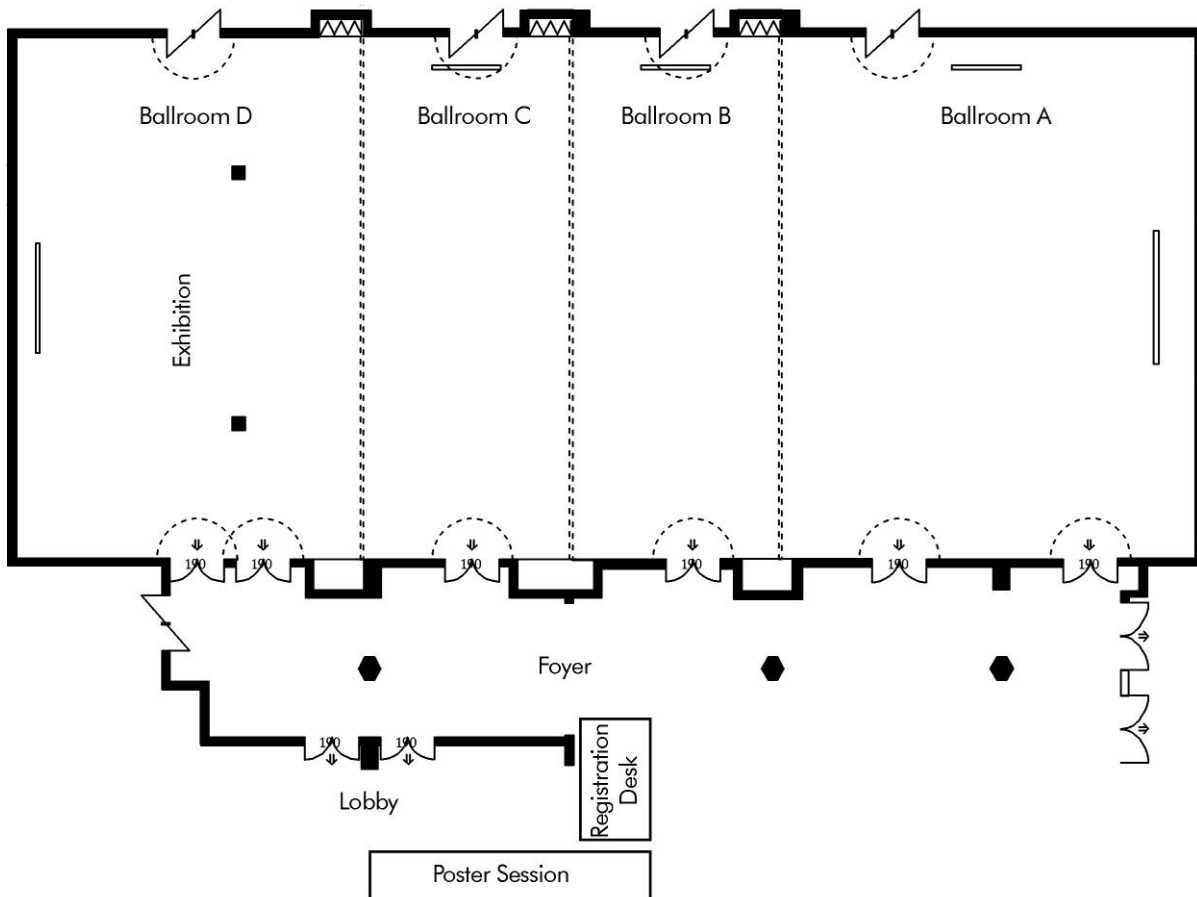 Ballroom D
Ballroom C
Ballroom B
Ballroom A
Exhibition
190
190
190
190
190
190
Foyer
190
190
Registration
Desk
Lobby
Poster Session